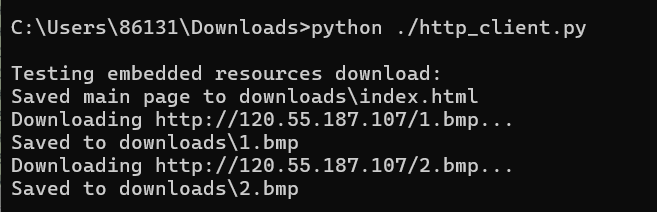 C:\Users\86131\Downloads>python ./http_client.py
Testing embedded resources download:
Saved main page to downloads\index.html
Downloading http://120.55.187.107/1.bmp...
Saved to downloads\1.bmp
Downloading http://120.55.187.107/2.bmp...
Saved to downloads\2.bmp